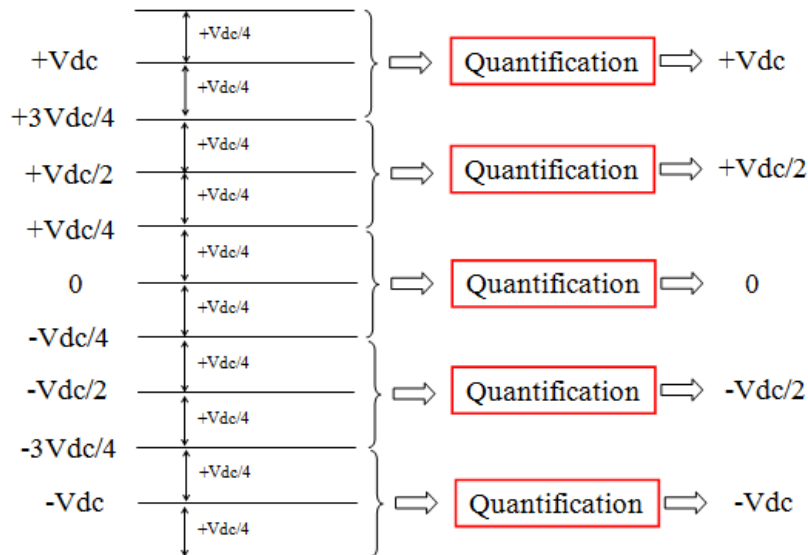 +Vdc/4
+Vdc Quantification +Vdc
+Vdc/4
+3Vdc/4
+Vdc/4
+Vdc/2 Quantification +Vdc/2
+Vdc/4
+Vdc/4
+Vdc/4
0 Quantification 0
+Vdc/4
-Vdc/4
+Vdc/4
-Vdc/2 Quantification -Vdc/2
+Vdc/4
-3Vdc/4
+Vdc/4
-Vdc Quantification -Vdc
+Vdc/4